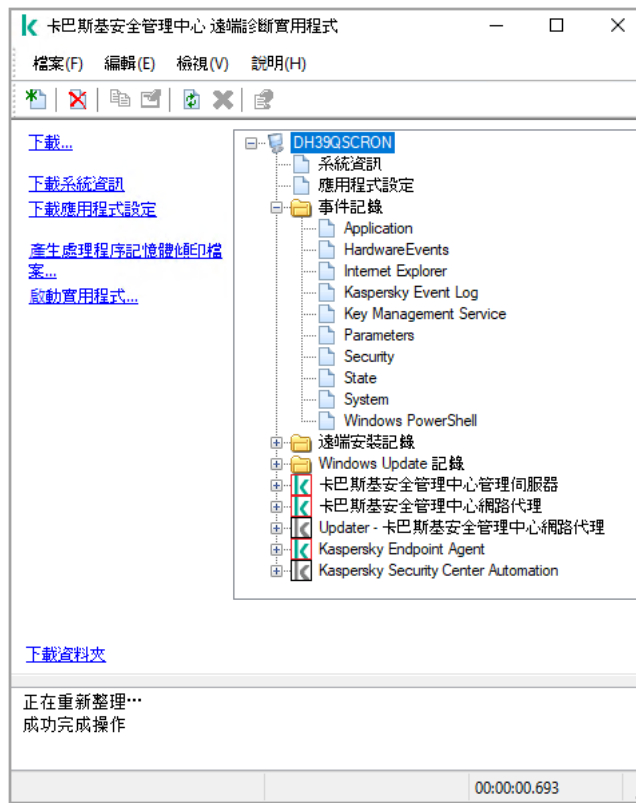 卡巴斯基安全管理中心 遠端診斷實用程式
檔案(F) 編輯(E) 檢視(V) 說明(H)
下載...
下載系統資訊
下載應用程式設定
產生處理程序記憶體傾印檔
案...
啟動實用程式...
DH39QSCRON
系統資訊
應用程式設定
事件記錄
Application
HardwareEvents
Internet Explorer
Kaspersky Event Log
Key Management Service
Parameters
Security
State
System
Windows PowerShell
遠端安裝記錄
Windows Update 記錄
卡巴斯基安全管理中心管理伺服器
卡巴斯基安全管理中心網路代理
Updater - 卡巴斯基安全管理中心網路代理
Kaspersky Endpoint Agent
Kaspersky Security Center Automation
下載資料夾
正在重新整理…
成功完成操作
00:00:00.693